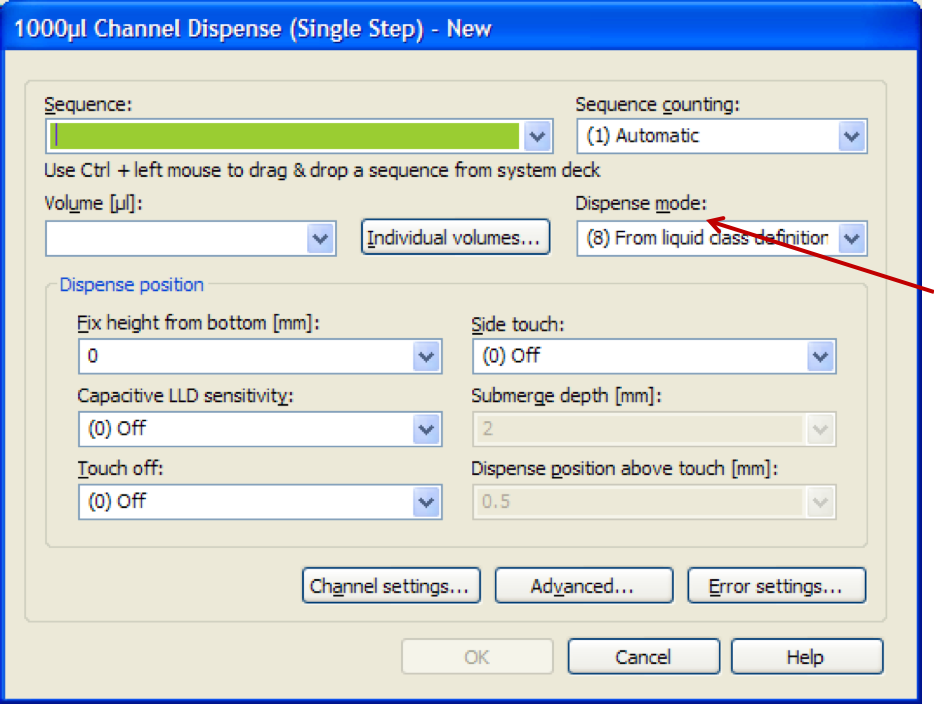 1000µl Channel Dispense (Single Step) - New
Sequence: Sequence counting:
(1) Automatic
Use Ctrl + left mouse to drag & drop a sequence from system deck
Volume [µl]: Dispense mode:
Individual volumes... (8) From liquid class definition
Dispense position
Fix height from bottom [mm]: Side touch:
0 (0) Off
Capacitive LLD sensitivity: Submerge depth [mm]:
(0) Off 2
Touch off: Dispense position above touch [mm]:
(0) Off 0.5
Channel settings... Advanced... Error settings...
OK Cancel Help